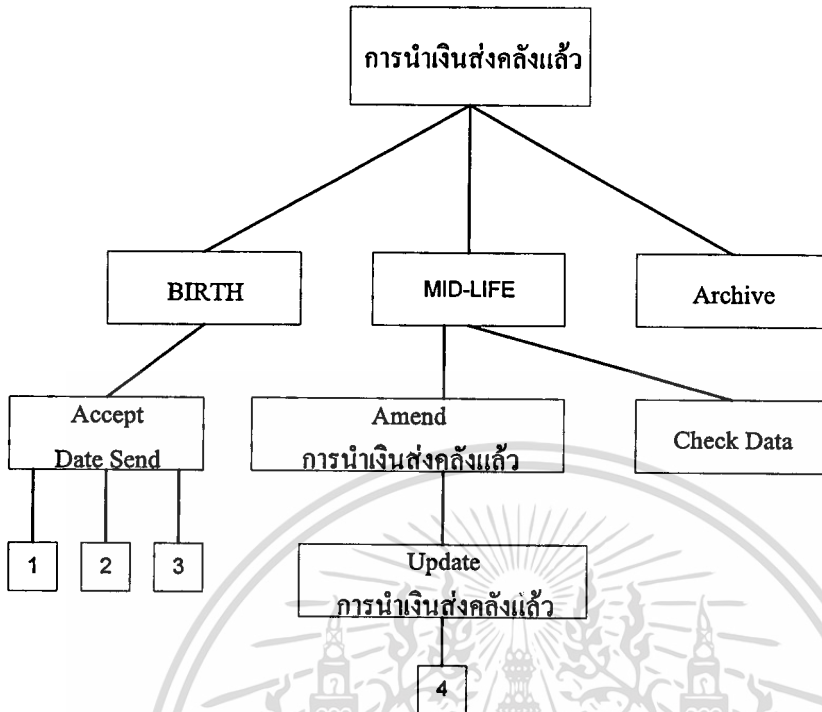 การนำเงินส่งคลังแล้ว
BIRTH
MID-LIFE
Archive
Accept
Date Send
Amend
การนำเงินส่งคลังแล้ว
Check Data
1
2
3
Update
การนำเงินส่งคลังแล้ว
4